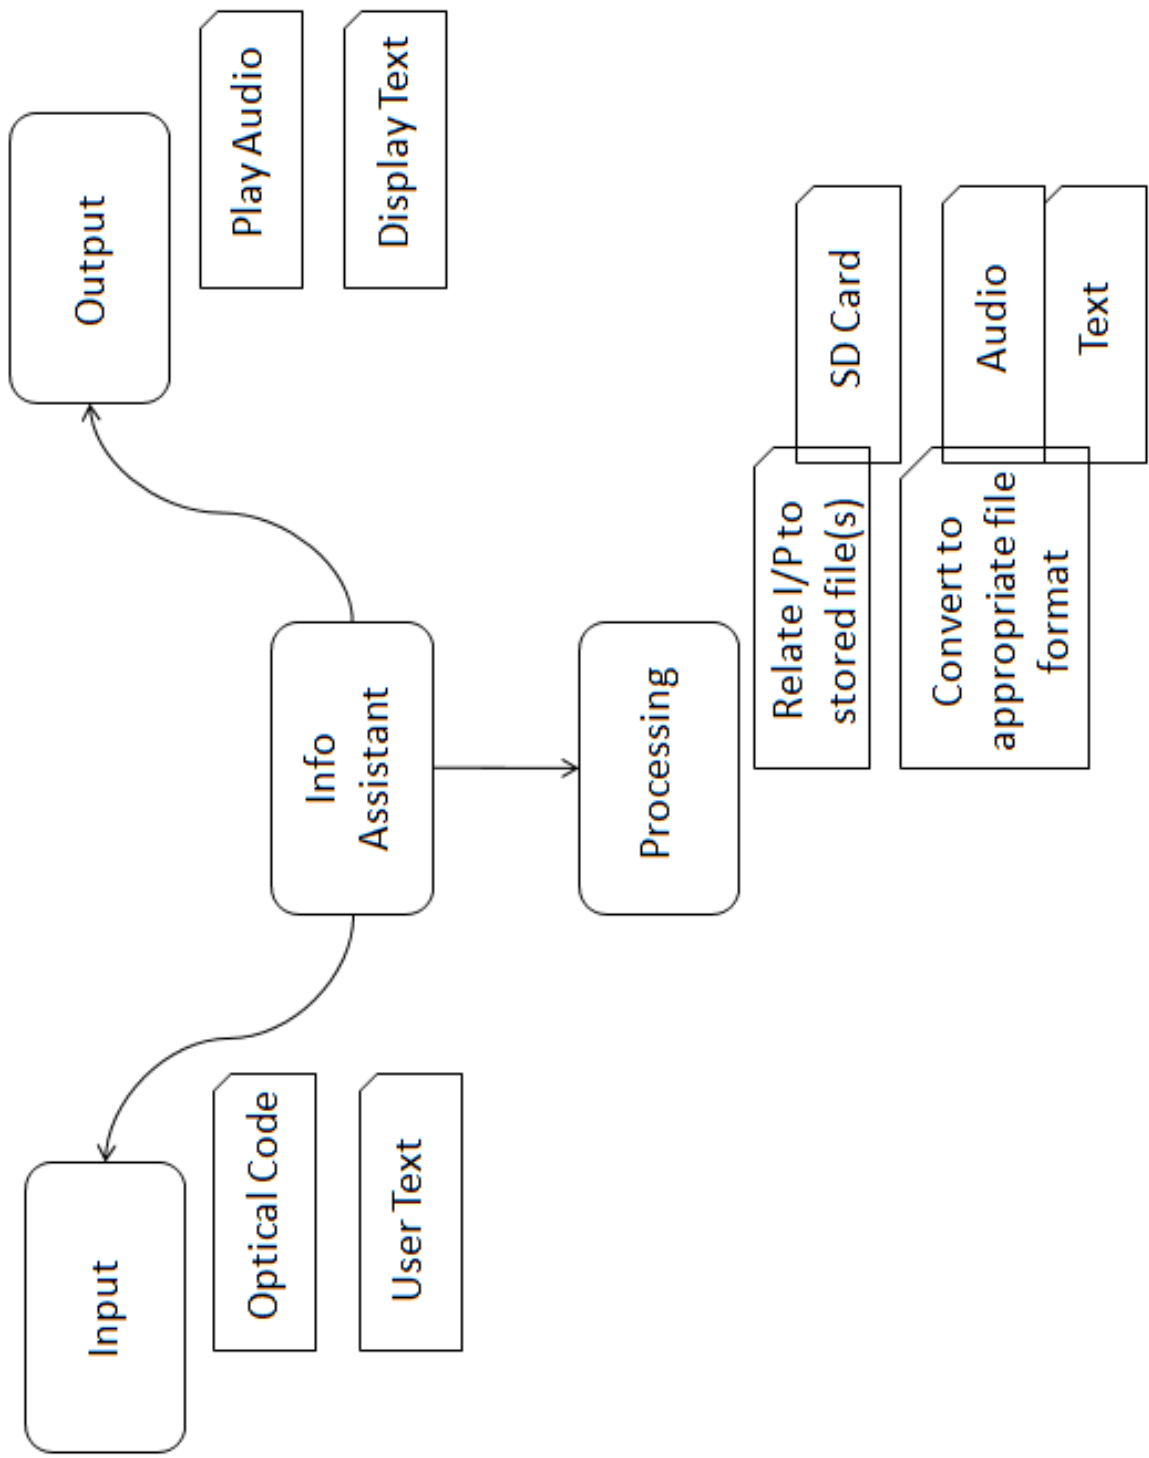 Input
Optical Code
User Text
Info
Assistant
Processing
Relate I/P to
stored file(s)
SD Card
Convert to
appropriate file
format
Audio
Text
Output
Play Audio
Display Text